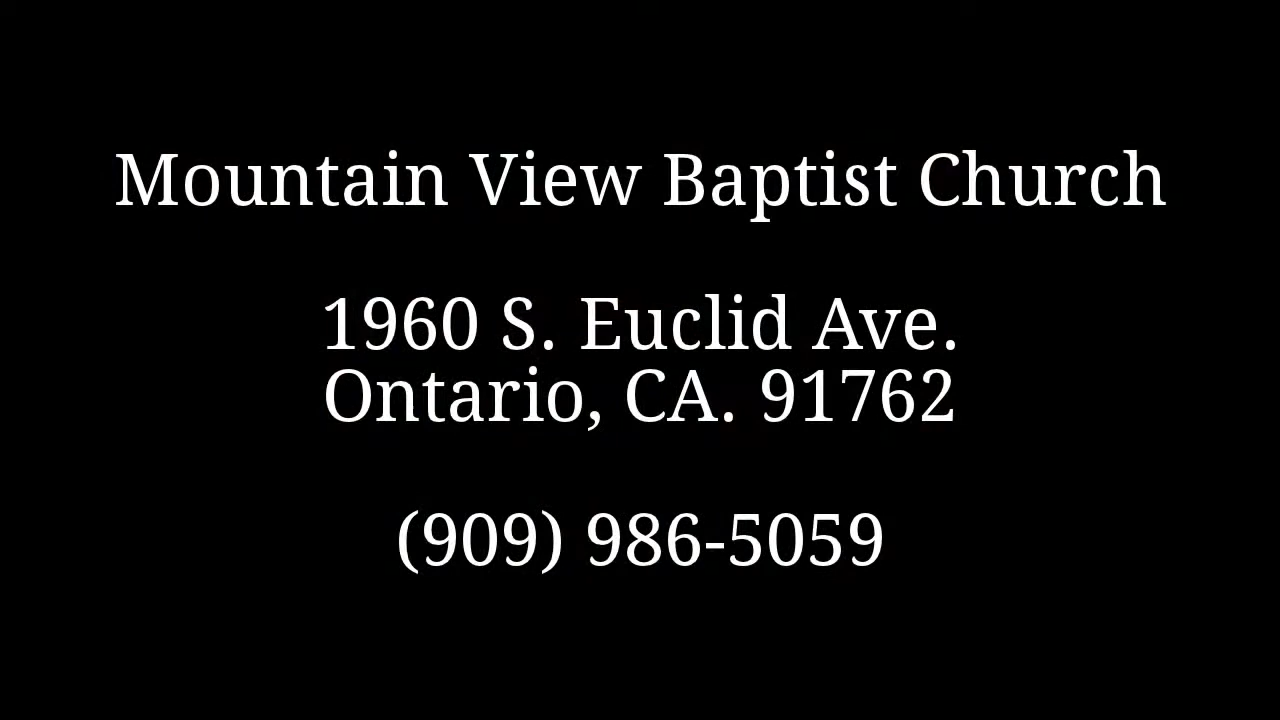 Mountain View Baptist Church
1960 S. Euclid Ave.
Ontario, CA. 91762
(909) 986-5059